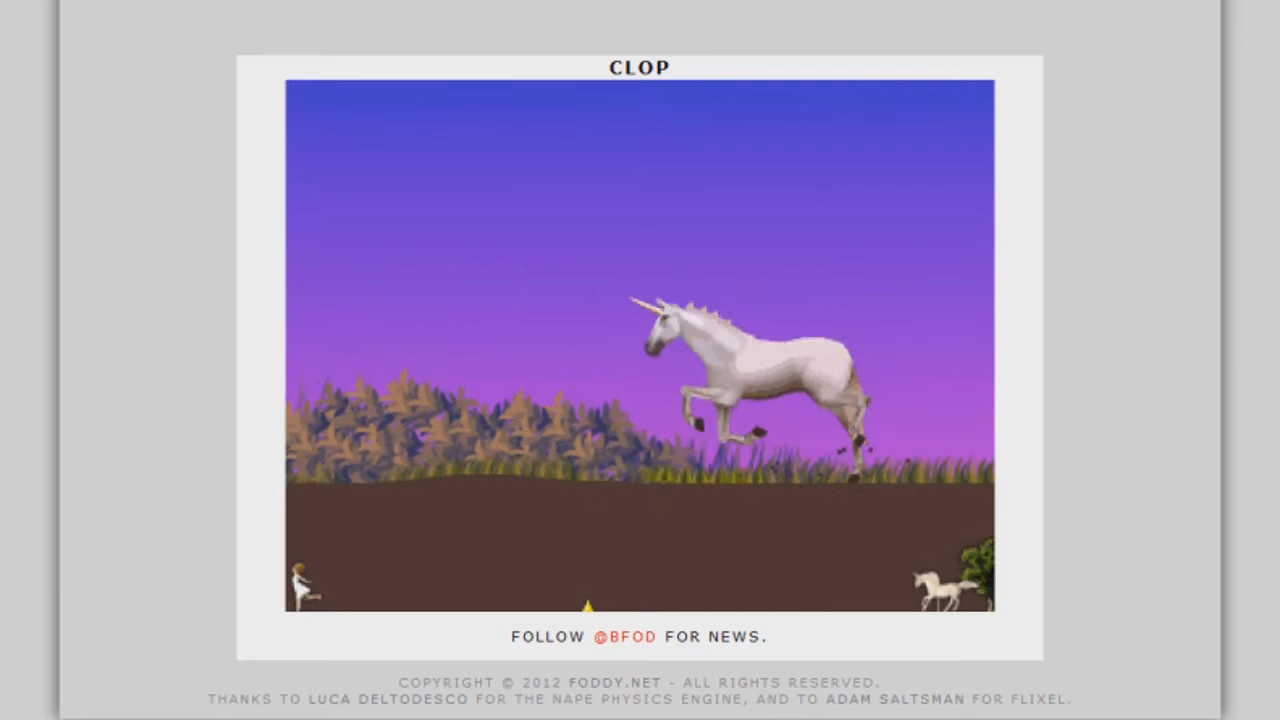 CLOP
FOLLOW @BFOD FOR NEWS.
COPYRIGHT © 2012 FODDY.NET - ALL RIGHTS RESERVED.
THANKS TO LUCA DELTODESCO FOR THE NAPE PHYSICS ENGINE, AND TO ADAM SALTSMAN FOR FLIXEL.